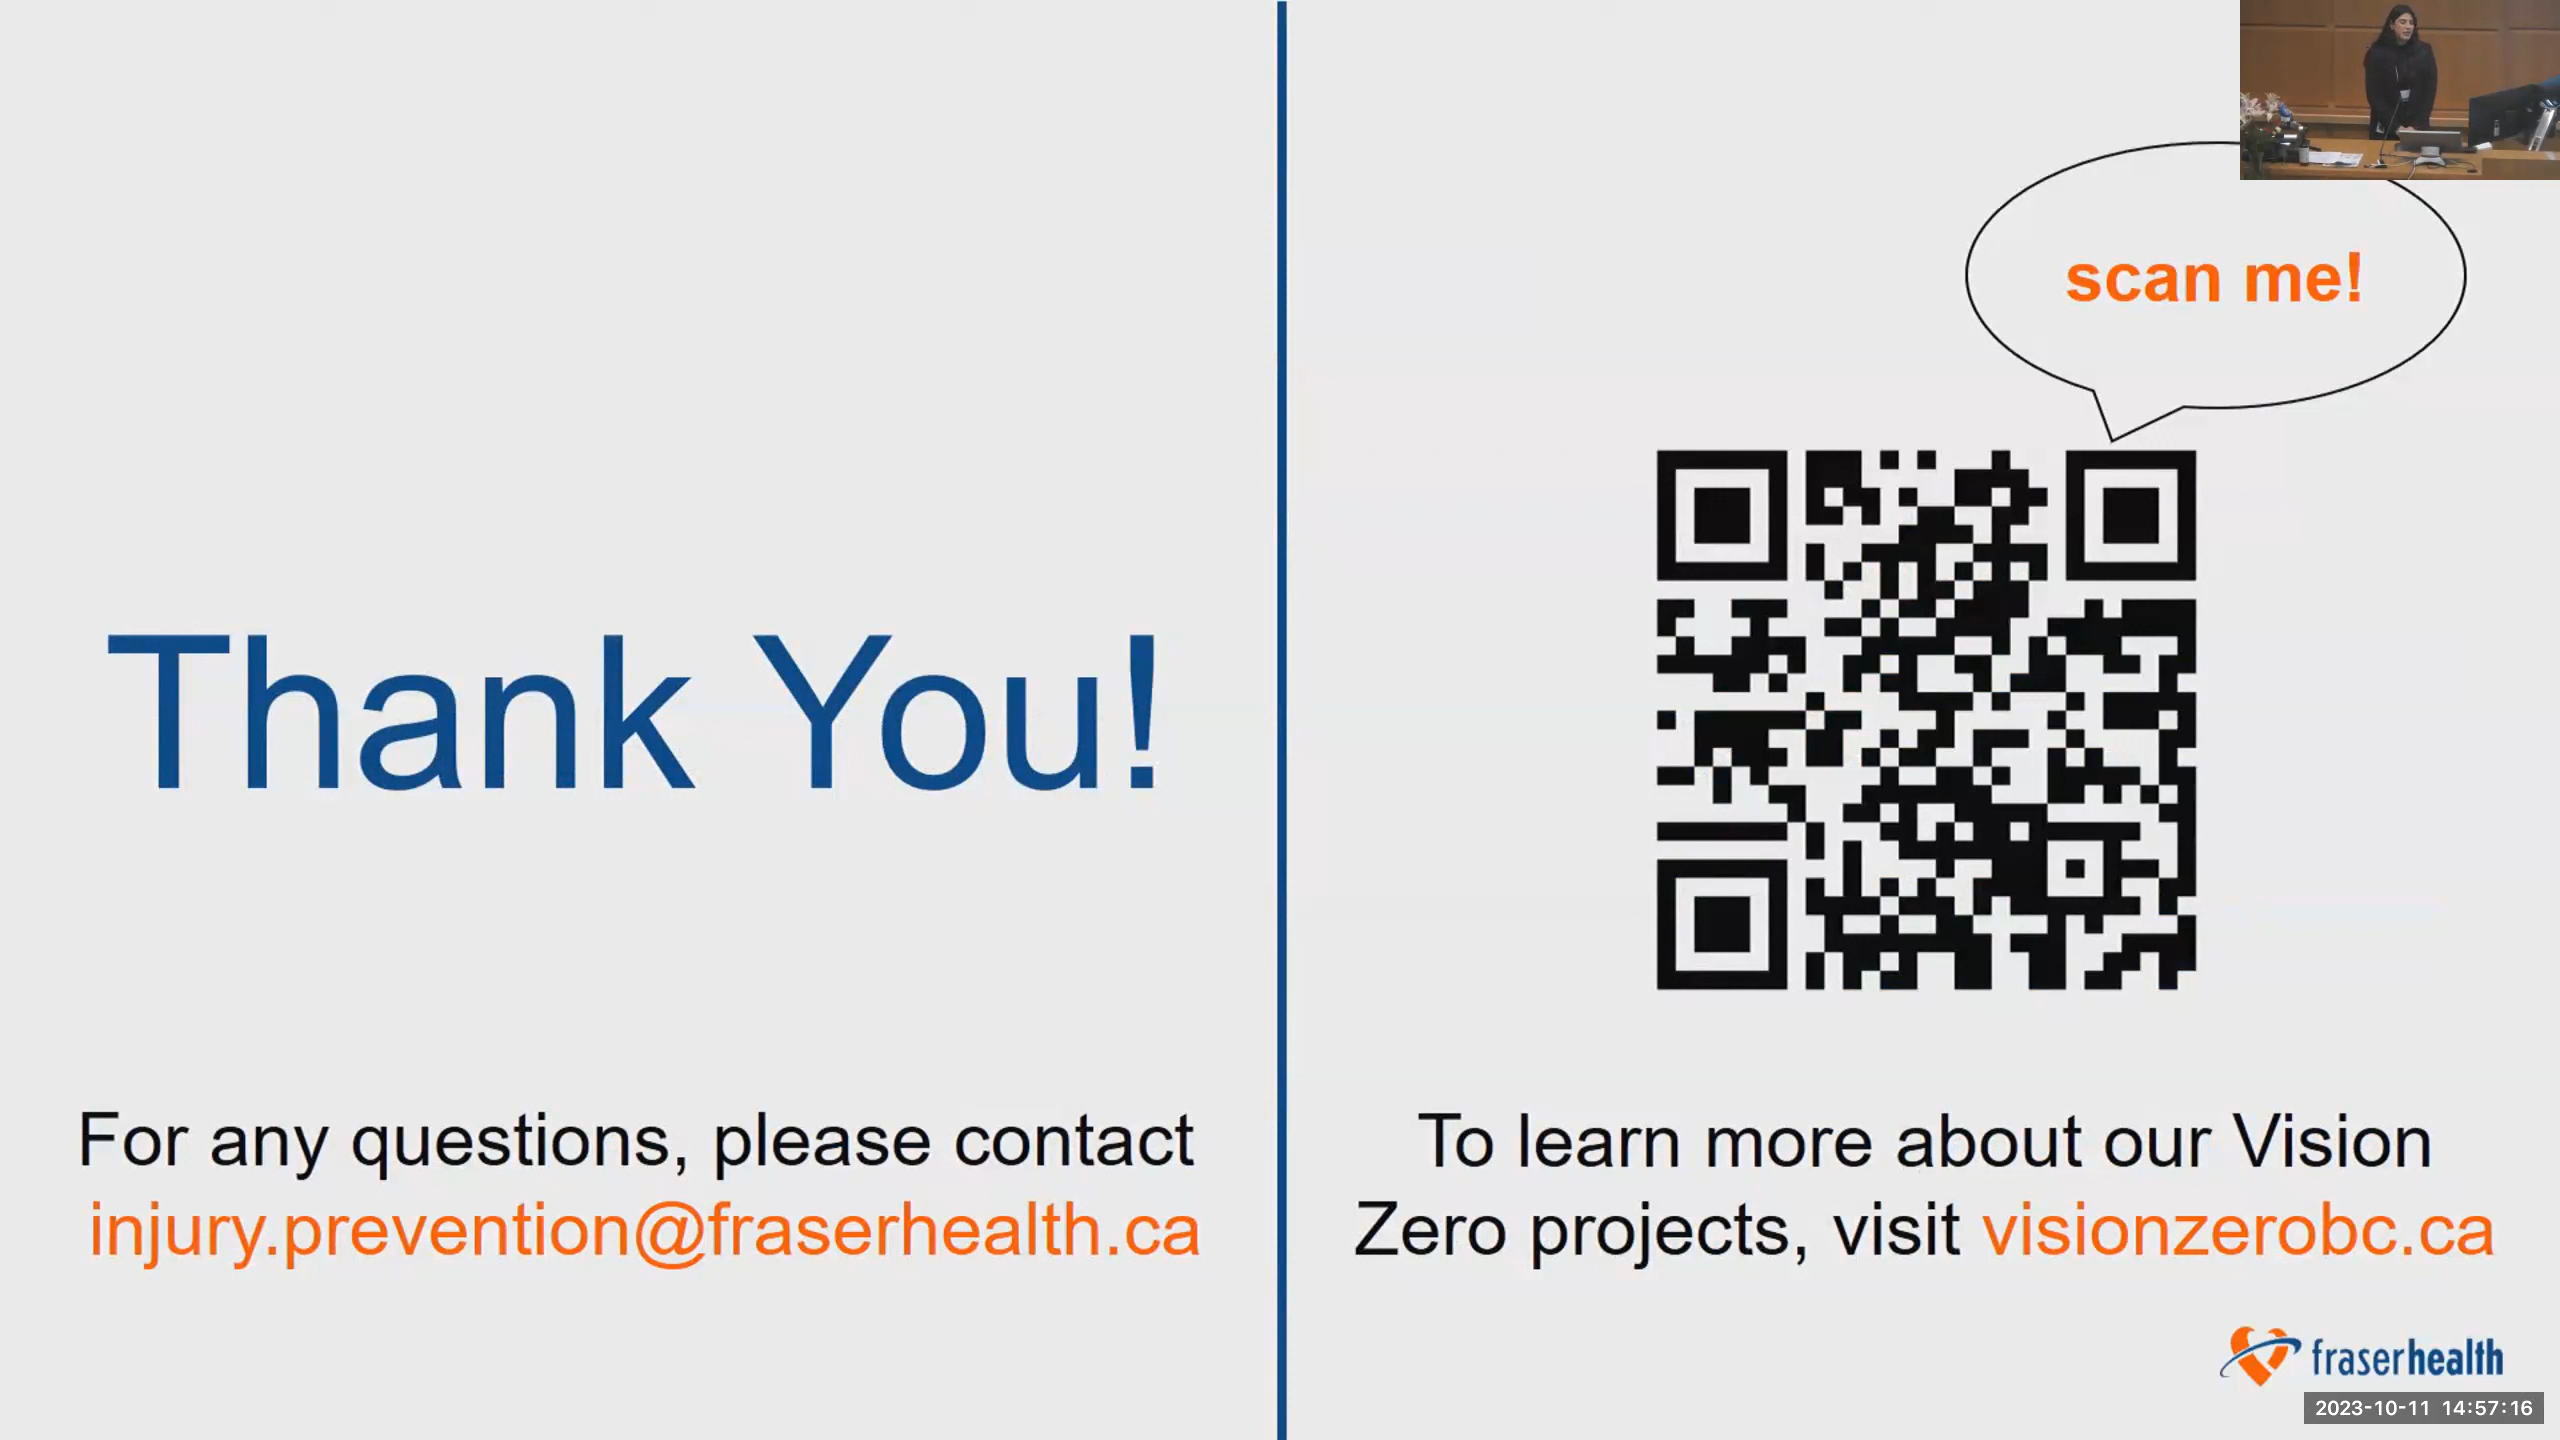 Thank You!
For any questions, please contact
injury.prevention@fraserhealth.ca
scan me!
To learn more about our Vision
Zero projects, visit visionzerobc.ca
fraserhealth
2023-10-11 14:57:16